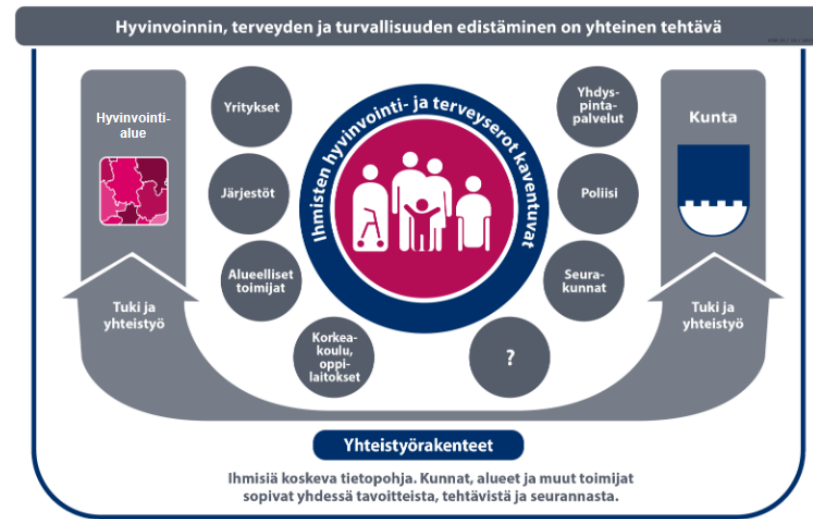 Hyvinvoinnin, terveyden ja turvallisuuden edistäminen on yhteinen tehtävä
Hyvinvointi-
alue
Yritykset
Järjestöt
Alueelliset
toimijat
Korkea-
koulu,
oppi-
laitokset
Ihmisten hyvinvointi- ja terveyserot kaventuvat
Yhdys-
pinta-
palvelut
Poliisi
Seura-
kunnat
?
Kunta
Tuki ja
yhteistyö
Tuki ja
yhteistyö
Yhteistyörakenteet
Ihmisiä koskeva tietopohja. Kunnat, alueet ja muut toimijat
sopivat yhdessä tavoitteista, tehtävistä ja seurannasta.